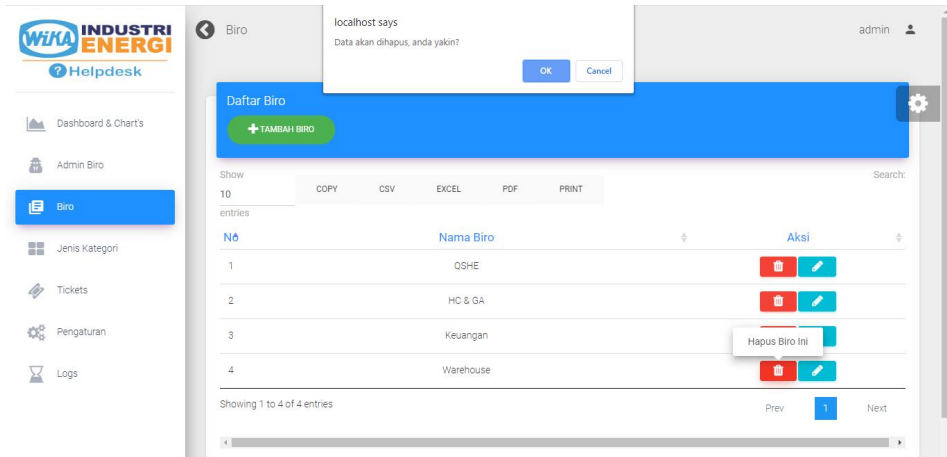 localhost says
Data akan dihapus, anda yakin?
OK Cancel
WiKA INDUSTRI ENERGI
?Helpdesk
Biro
admin
Dashboard & Chart's
Admin Biro
Biro
Jenis Kategori
Tickets
Pengaturan
Logs
Daftar Biro
+TAMBAH BIRO
Show
10
entries
COPY CSV EXCEL PDF PRINT
Search:
No Nama Biro Aksi
1 QSHE
2 HC & GA
3 Keuangan
Hapus Biro Ini
4 Warehouse
Showing 1 to 4 of 4 entries
Prev 1 Next